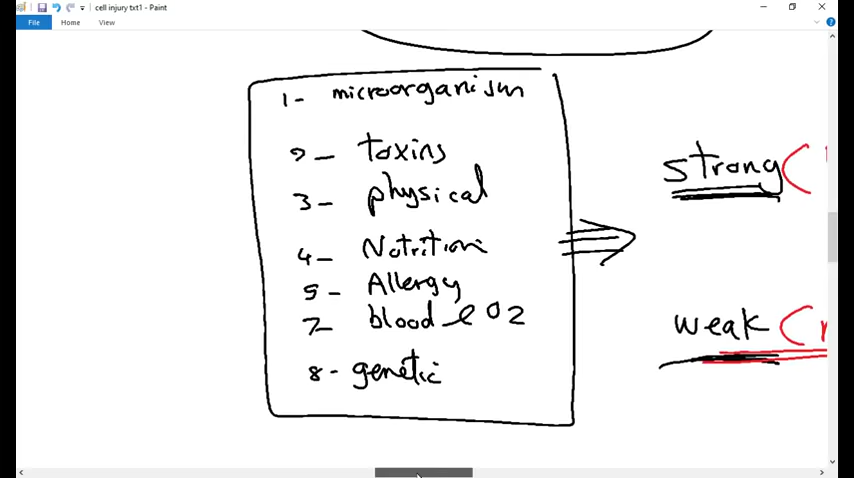 cell injury txt1 - Paint
File Home View
1- microorganism
2- toxins
3- physical
4- Notrition
strong(
5- Allergy
7- blood e O2
weak(
8- genetic